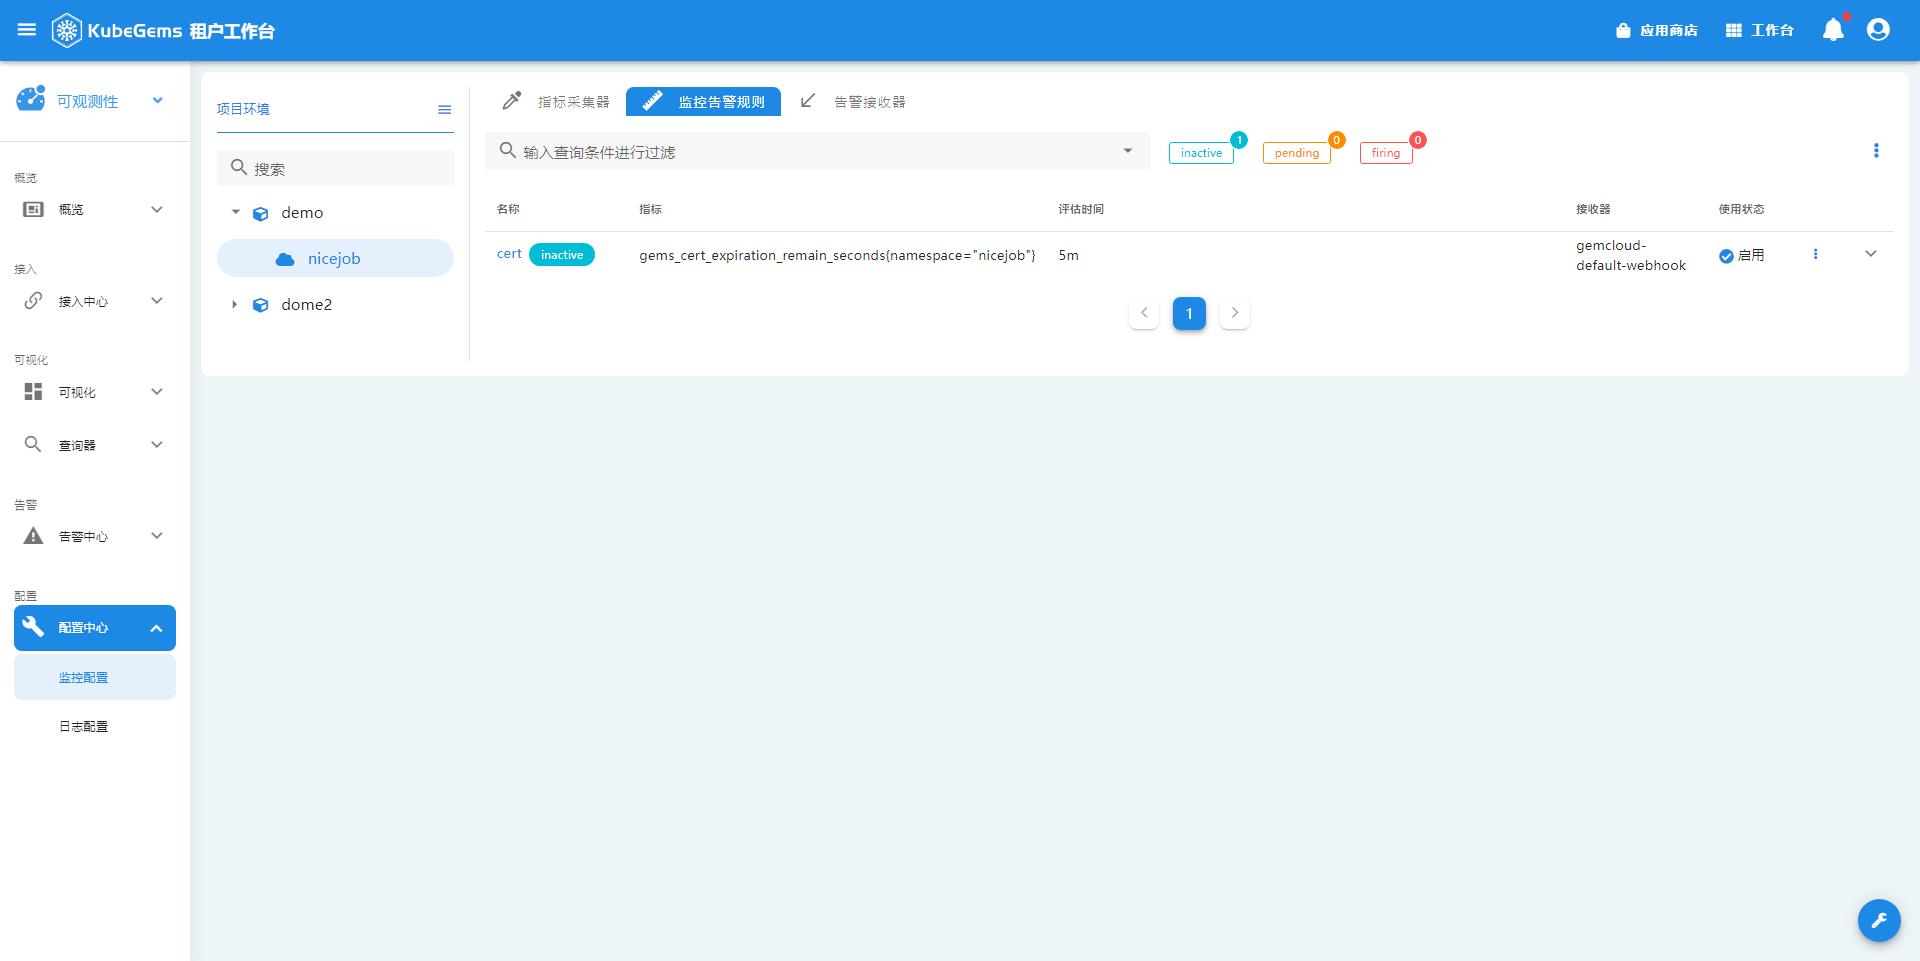 KubeGems 租户工作台
应用商店
工作台
可观测性
概览
概览
接入
接入中心
可视化
可视化
查询器
告警
告警中心
配置
配置中心
监控配置
日志配置
项目环境
搜索
demo
nicejob
dome2
指标采集器
监控告警规则
告警接收器
输入查询条件进行过滤
inactive 1
pending 0
firing 0
名称 指标 评估时间 接收器 使用状态
cert inactive gems_cert_expiration_remain_seconds{namespace="nicejob"} 5m gemcloud-default-webhook 启用
1